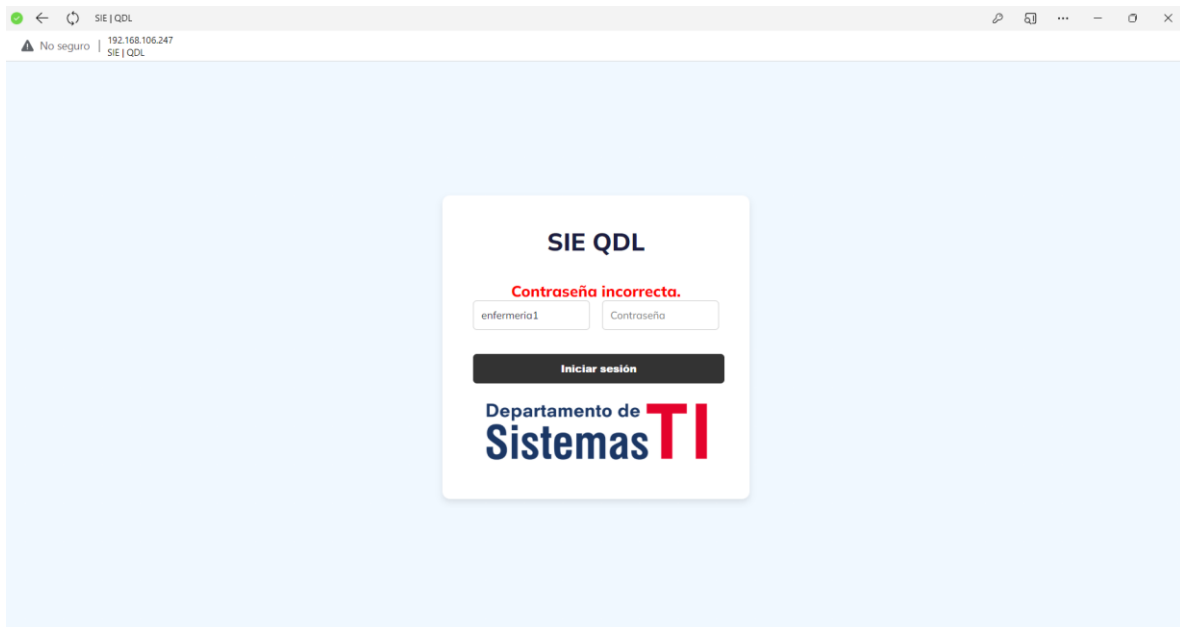 SIE | QDL
No seguro | 192.168.106.247
SIE | QDL
SIE QDL
Contraseña incorrecta.
enfermeria1 Contraseña
Iniciar sesión
Departamento de
Sistemas TI